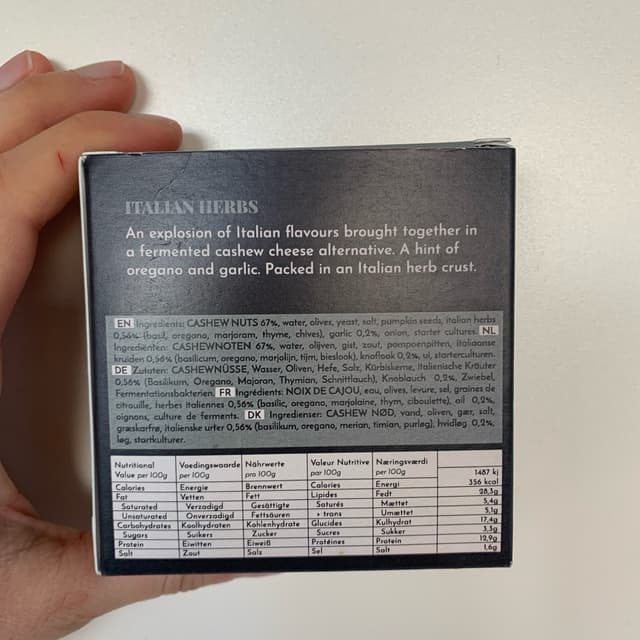 ITALIAN HERBS
An explosion of Italian flavours brought together in
a fermented cashew cheese alternative. A hint of
oregano and garlic. Packed in an Italian herb crust.
EN Ingredients: CASHEW NUTS 67%, water, olives, yeast, salt, pumpkin seeds, italian herbs
0,56% (basil, oregano, marjoram, thyme, chives), garlic 0,2%, onion, starter cultures. NL
Ingrediënten: CASHEWNOTEN 67%, water, olijven, gist, zout, pompoenpitten, italiaanse
kruiden 0,56% (basilicum, oregano, marjolijn, tijm, bieslook), knoflook 0,2%, ui, starterculturen.
DE Zutaten: CASHEWNÜSSE, Wasser, Oliven, Hefe, Salz, Kürbiskerne, Italienische Kräuter
0,56% (Basilikum, Oregano, Majoran, Thymian, Schnittlauch), Knoblauch 0,2%, Zwiebel,
Fermentationsbakterien. FR Ingrédients: NOIX DE CAJOU, eau, olives, levure, sel, graines de
citrouille, herbes italiennes 0,56% (basilic, oregano, marjolaine, thym, ciboulette), ail 0,2%,
oignons, culture de ferments. DK Ingredienser: CASHEW NØD, vand, oliven, gær, salt,
græskarfrø, italienske urter 0,56% (basilikum, oregano, merian, timian, purløg), hvidløg 0,2%,
løg, startkulturer.
Nutritional Voedingswaarde Nährwerte Valeur Nutritive Næringsværdi
Value per 100g per 100g pro 100g par 100g per 100g
1487 kj
Calories Energie Brennwert Calories Energi 356 kcal
Fat Vetten Fett Lipides Fedt 28,3g
Saturated Verzadigd Gesättigte Saturés Mættet 5,4g
Unsaturated Onverzadigd Fettsäuren + trans Umættet 5,1g
Carbohydrates Koolhydraten Kohlenhydrate Glucides Kulhydrat 17,4g
Sugars Suikers Zucker Sucres Sukker 3,3g
Protein Eiwitten Eiweiß Protéines Protein 12,9g
Salt Zout Salz Sel Salt 1,6g